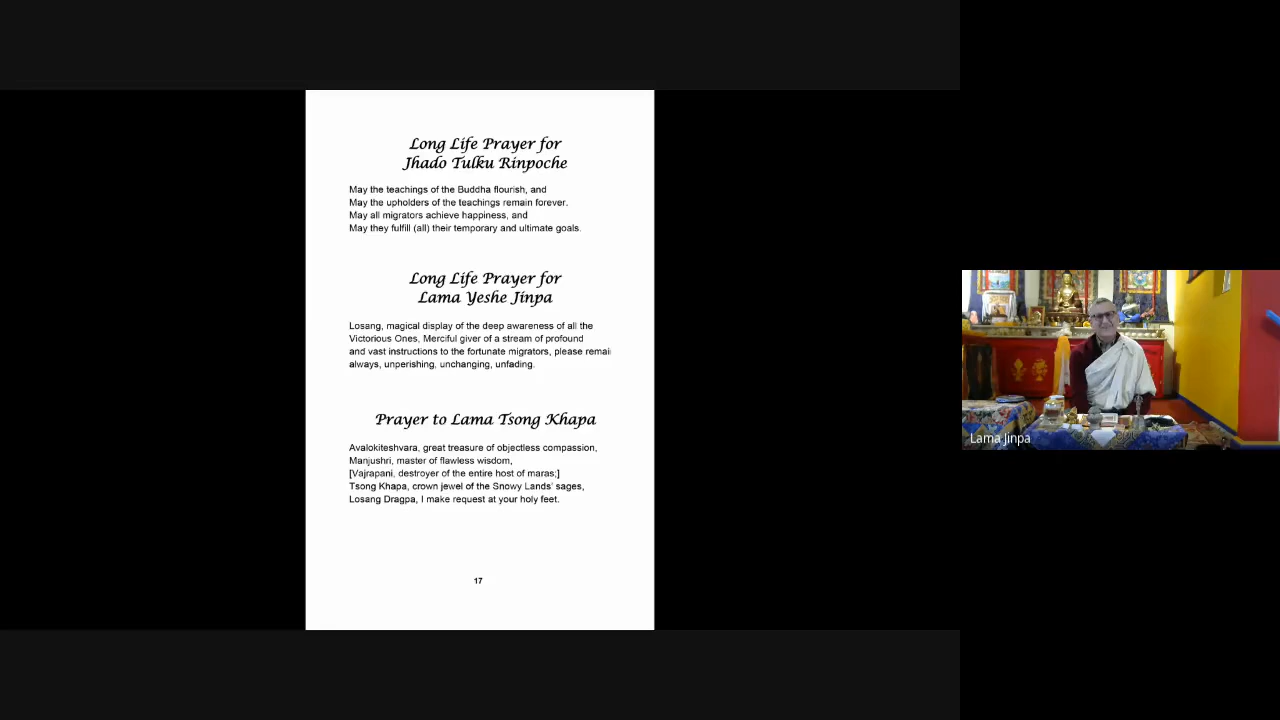 Long Life Prayer for
Jhado Tulku Rinpoche
May the teachings of the Buddha flourish, and
May the upholders of the teachings remain forever.
May all migrators achieve happiness, and
May they fulfill (all) their temporary and ultimate goals.
Long Life Prayer for
Lama Yeshe Jinpa
Losang, magical display of the deep awareness of all the
Victorious Ones, Merciful giver of a stream of profound
and vast instructions to the fortunate migrators, please remai
always, unperishing, unchanging, unfading.
Prayer to Lama Tsong Khapa
Avalokiteshvara, great treasure of objectless compassion,
Manjushri, master of flawless wisdom,
[Vajrapani, destroyer of the entire host of maras;]
Tsong Khapa, crown jewel of the Snowy Lands' sages,
Losang Dragpa, I make request at your holy feet.
17
Lama Jinpa